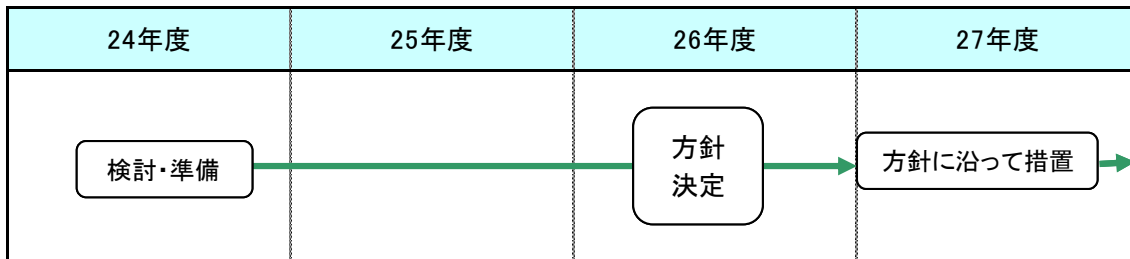 24年度
25年度
26年度
27年度
検討・準備
方針
決定
方針に沿って措置